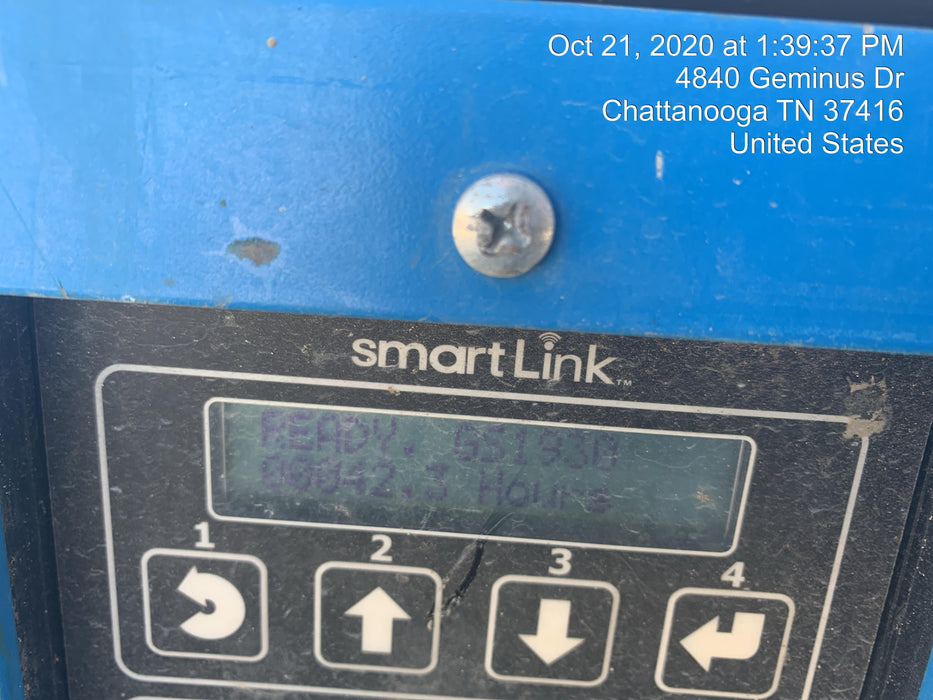 Oct 21, 2020 at 1:39:37 PM
4840 Geminus Dr
Chattanooga TN 37416
United States
smartLink™
READY, GS1930
00042.3 Hours
1 2 3 4